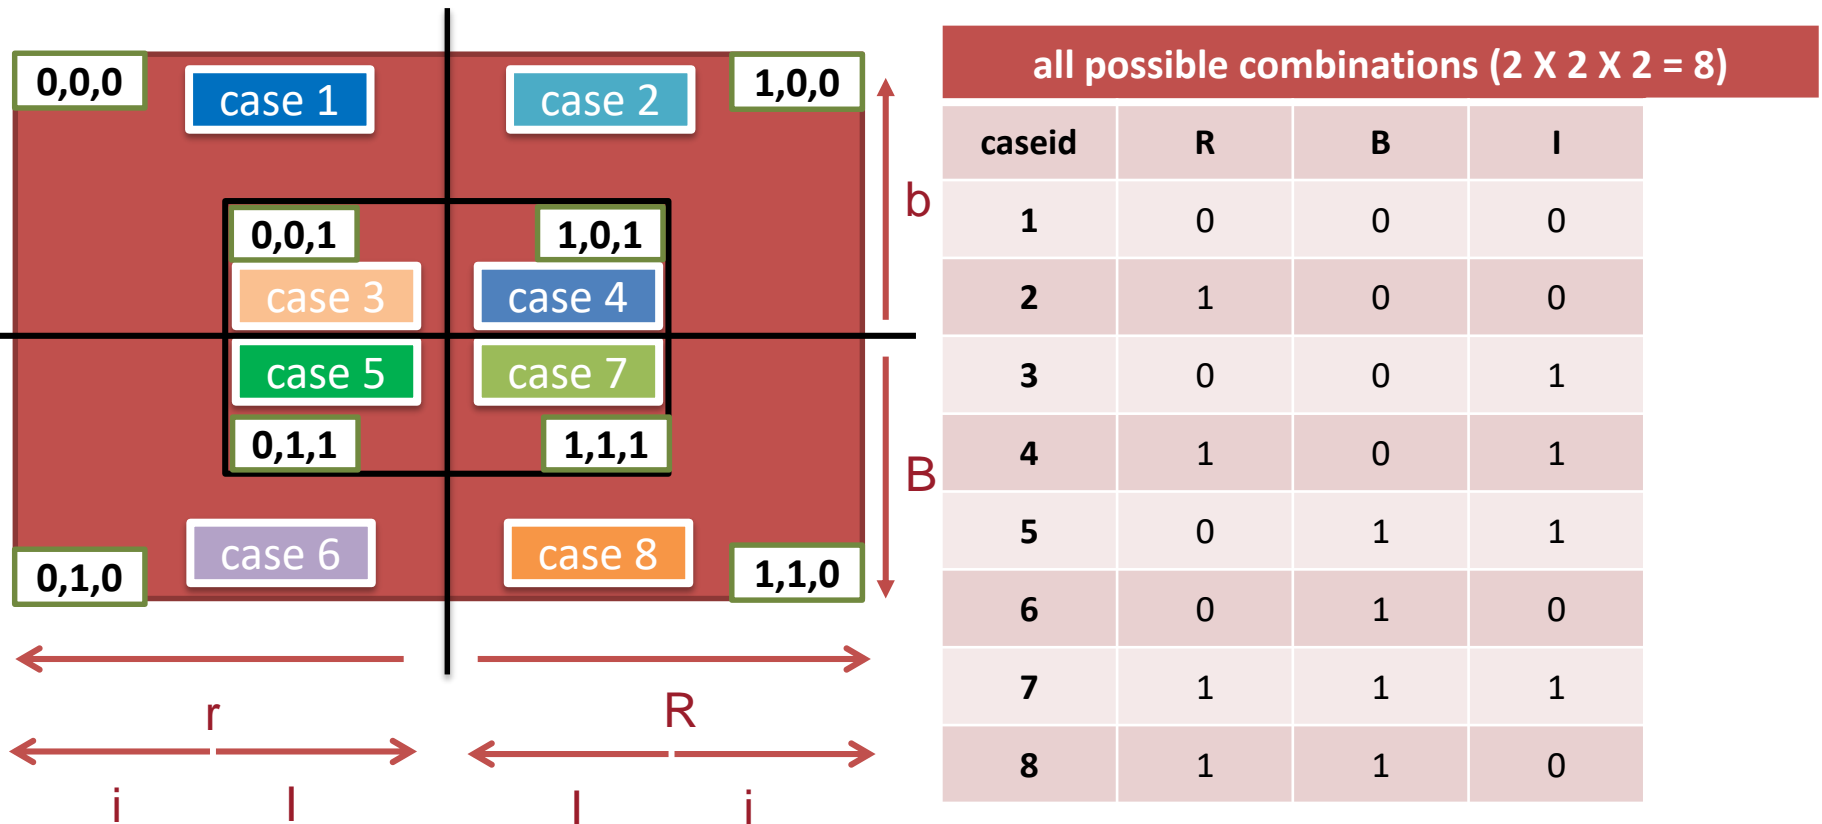 0,0,0
case 1
case 2
1,0,0
b
0,0,1
1,0,1
case 3
case 4
case 5
case 7
0,1,1
1,1,1
B
case 6
case 8
0,1,0
1,1,0
r
R
i
I
I
i
all possible combinations (2 X 2 X 2 = 8)
caseid R B I
1 0 0 0
2 1 0 0
3 0 0 1
4 1 0 1
5 0 1 1
6 0 1 0
7 1 1 1
8 1 1 0